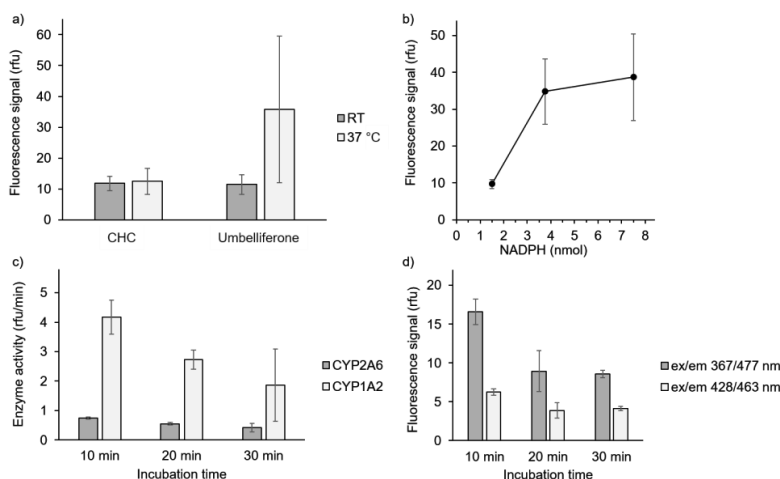 a)
Fluorescence signal (rfu)
60
50
40
30
20
10
0
CHC Umbelliferone
RT
37 °C
b)
Fluorescence signal (rfu)
50
40
30
20
10
0
0 1 2 3 4 5 6 7 8
NADPH (nmol)
c)
Enzyme activity (rfu/min)
5
4
3
2
1
0
10 min 20 min 30 min
Incubation time
CYP2A6
CYP1A2
d)
Fluorescence signal (rfu)
20
15
10
5
0
10 min 20 min 30 min
Incubation time
ex/em 367/477 nm
ex/em 428/463 nm